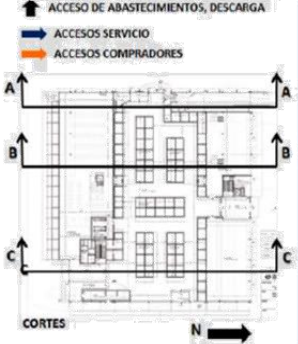 ACCESO DE ABASTECIMIENTOS, DESCARGA
ACCESOS SERVICIO
ACCESOS COMPRADORES
A A
B B
C C
C
CORTES
N